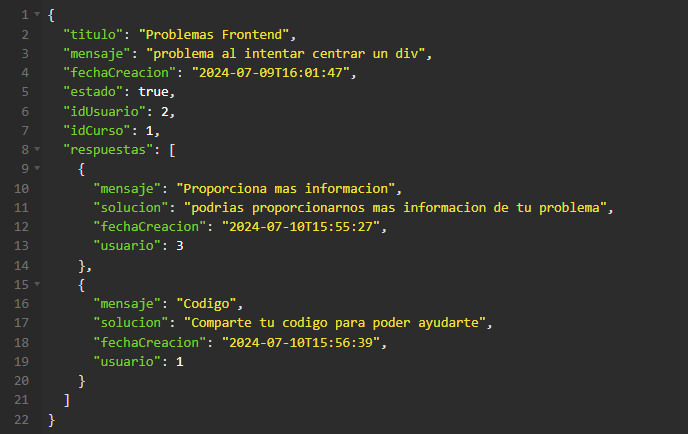 1 {
2 "titulo": "Problemas Frontend",
3 "mensaje": "problema al intentar centrar un div",
4 "fechaCreacion": "2024-07-09T16:01:47",
5 "estado": true,
6 "idUsuario": 2,
7 "idCurso": 1,
8 "respuestas": [
9 {
10 "mensaje": "Proporciona mas informacion",
11 "solucion": "podrias proporcionarnos mas informacion de tu problema",
12 "fechaCreacion": "2024-07-10T15:55:27",
13 "usuario": 3
14 },
15 {
16 "mensaje": "Codigo",
17 "solucion": "Comparte tu codigo para poder ayudarte",
18 "fechaCreacion": "2024-07-10T15:56:39",
19 "usuario": 1
20 }
21 ]
22 }